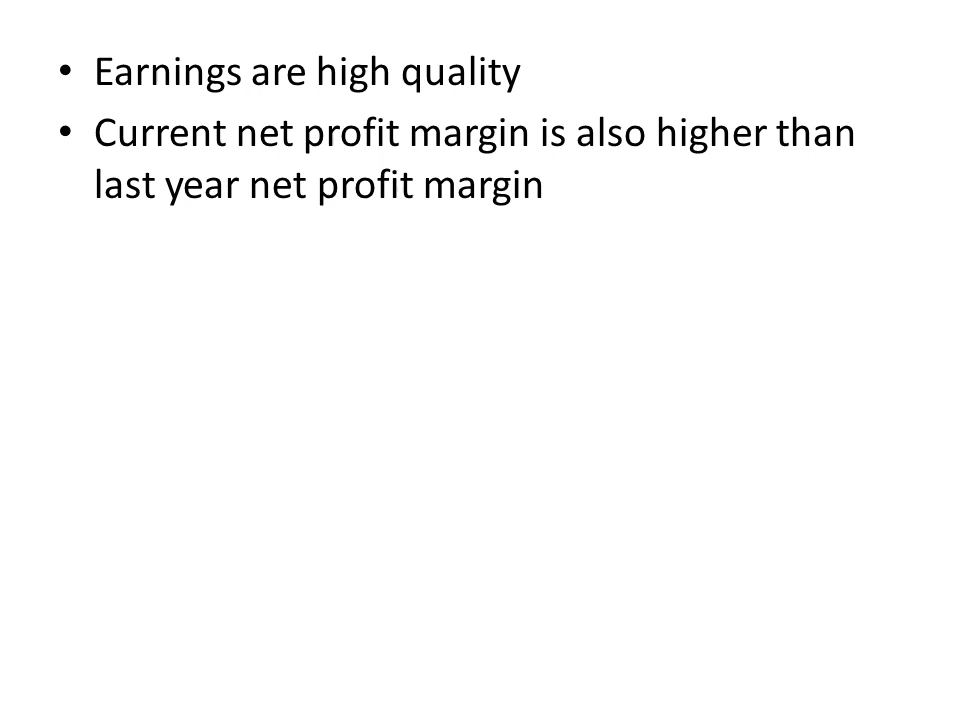 • Earnings are high quality
• Current net profit margin is also higher than
last year net profit margin